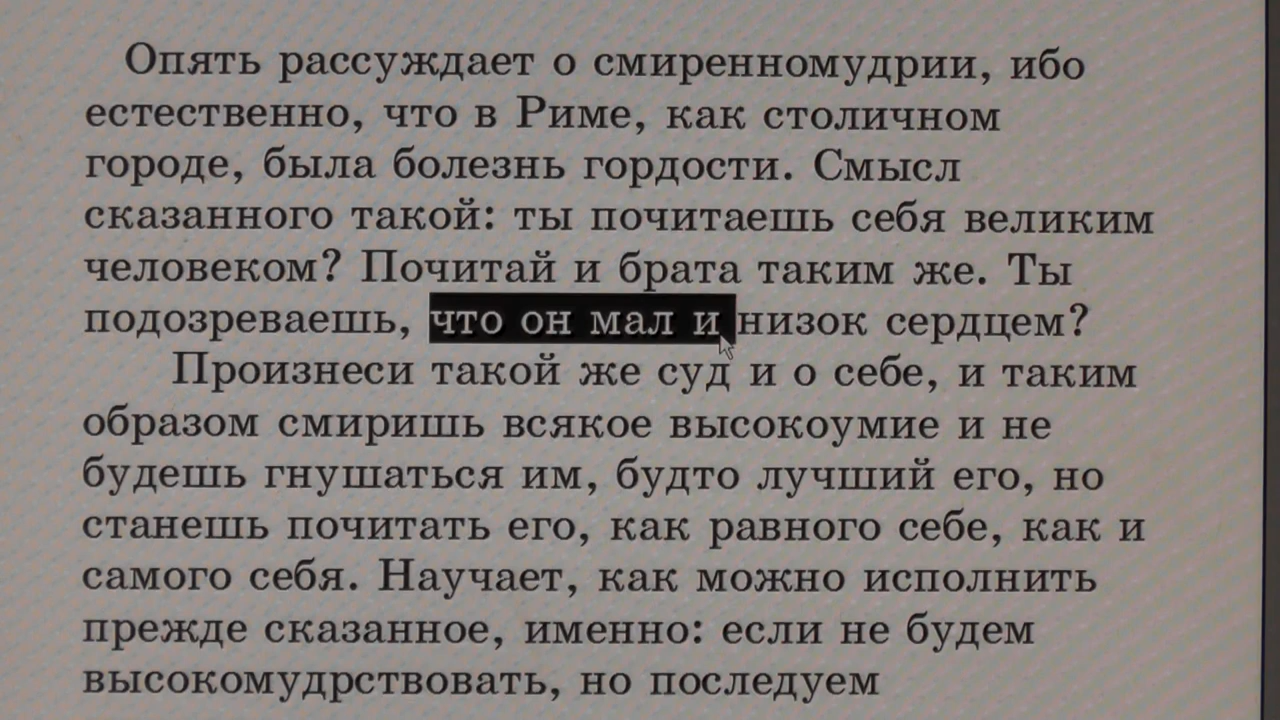 Опять рассуждает о смиренномудрии, ибо
естественно, что в Риме, как столичном
городе, была болезнь гордости. Смысл
сказанного такой: ты почитаешь себя великим
человеком? Почитай и брата таким же. Ты
подозреваешь, что он мал и низок сердцем?
Произнеси такой же суд и о себе, и таким
образом смиришь всякое высокоумие и не
будешь гнушаться им, будто лучший его, но
станешь почитать его, как равного себе, как и
самого себя. Научает, как можно исполнить
прежде сказанное, именно: если не будем
высокомудрствовать, но последуем